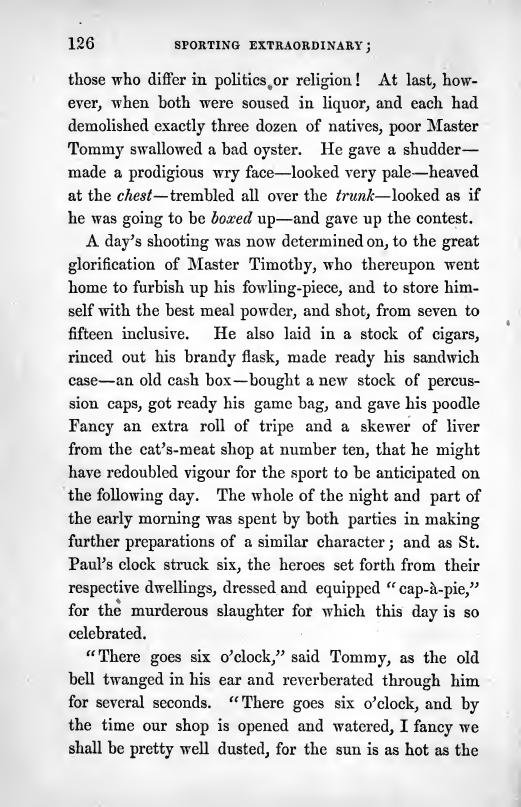 126 SPORTING EXTRAORDINARY;
those who differ in politics or religion! At last, how-
ever, when both were soused in liquor, and each had
demolished exactly three dozen of natives, poor Master
Tommy swallowed a bad oyster. He gave a shudder—
made a prodigious wry face—looked very pale—heaved
at the chest—trembled all over the trunk—looked as if
he was going to be boxed up—and gave up the contest.
A day's shooting was now determined on, to the great
glorification of Master Timothy, who thereupon went
home to furbish up his fowling-piece, and to store him-
self with the best meal powder, and shot, from seven to
fifteen inclusive. He also laid in a stock of cigars,
rinced out his brandy flask, made ready his sandwich
case—an old cash box—bought a new stock of percus-
sion caps, got ready his game bag, and gave his poodle
Fancy an extra roll of tripe and a skewer of liver
from the cat's-meat shop at number ten, that he might
have redoubled vigour for the sport to be anticipated on
the following day. The whole of the night and part of
the early morning was spent by both parties in making
further preparations of a similar character; and as St.
Paul's clock struck six, the heroes set forth from their
respective dwellings, dressed and equipped "cap-à-pie,"
for the murderous slaughter for which this day is so
celebrated.
"There goes six o'clock," said Tommy, as the old
bell twanged in his ear and reverberated through him
for several seconds. "There goes six o'clock, and by
the time our shop is opened and watered, I fancy we
shall be pretty well dusted, for the sun is as hot as the